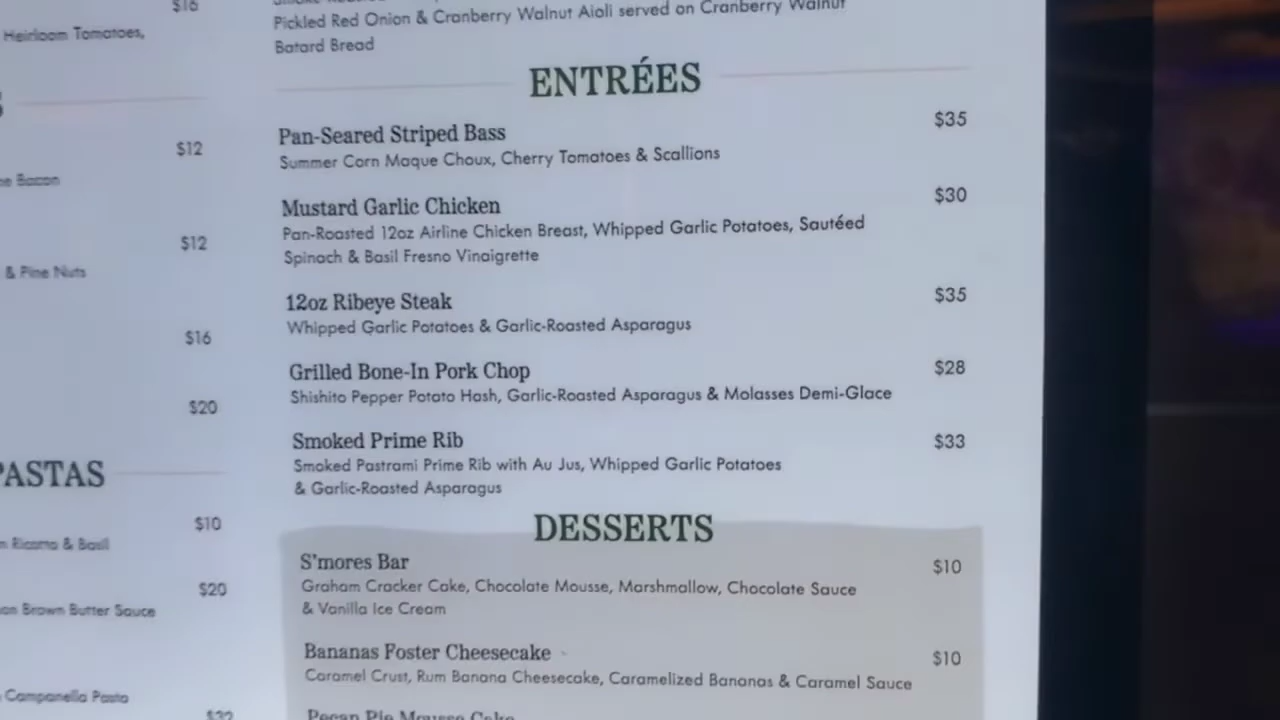 $16
Heirloom Tomatoes,
$12
Bacon
$12
& Pine Nuts
$16
$20
PASTAS
$10
Ricotta & Basil
$20
Brown Butter Sauce
Campanella Pasta
Pickled Red Onion & Cranberry Walnut Aioli served on Cranberry Walnut
Batard Bread
ENTRÉES
Pan-Seared Striped Bass $35
Summer Corn Maque Choux, Cherry Tomatoes & Scallions
Mustard Garlic Chicken $30
Pan-Roasted 12oz Airline Chicken Breast, Whipped Garlic Potatoes, Sautéed
Spinach & Basil Fresno Vinaigrette
12oz Ribeye Steak $35
Whipped Garlic Potatoes & Garlic-Roasted Asparagus
Grilled Bone-In Pork Chop $28
Shishito Pepper Potato Hash, Garlic-Roasted Asparagus & Molasses Demi-Glace
Smoked Prime Rib $33
Smoked Pastrami Prime Rib with Au Jus, Whipped Garlic Potatoes
& Garlic-Roasted Asparagus
DESSERTS
S'mores Bar $10
Graham Cracker Cake, Chocolate Mousse, Marshmallow, Chocolate Sauce
& Vanilla Ice Cream
Bananas Foster Cheesecake $10
Caramel Crust, Rum Banana Cheesecake, Caramelized Bananas & Caramel Sauce
Pecan Pie Mousse Cake